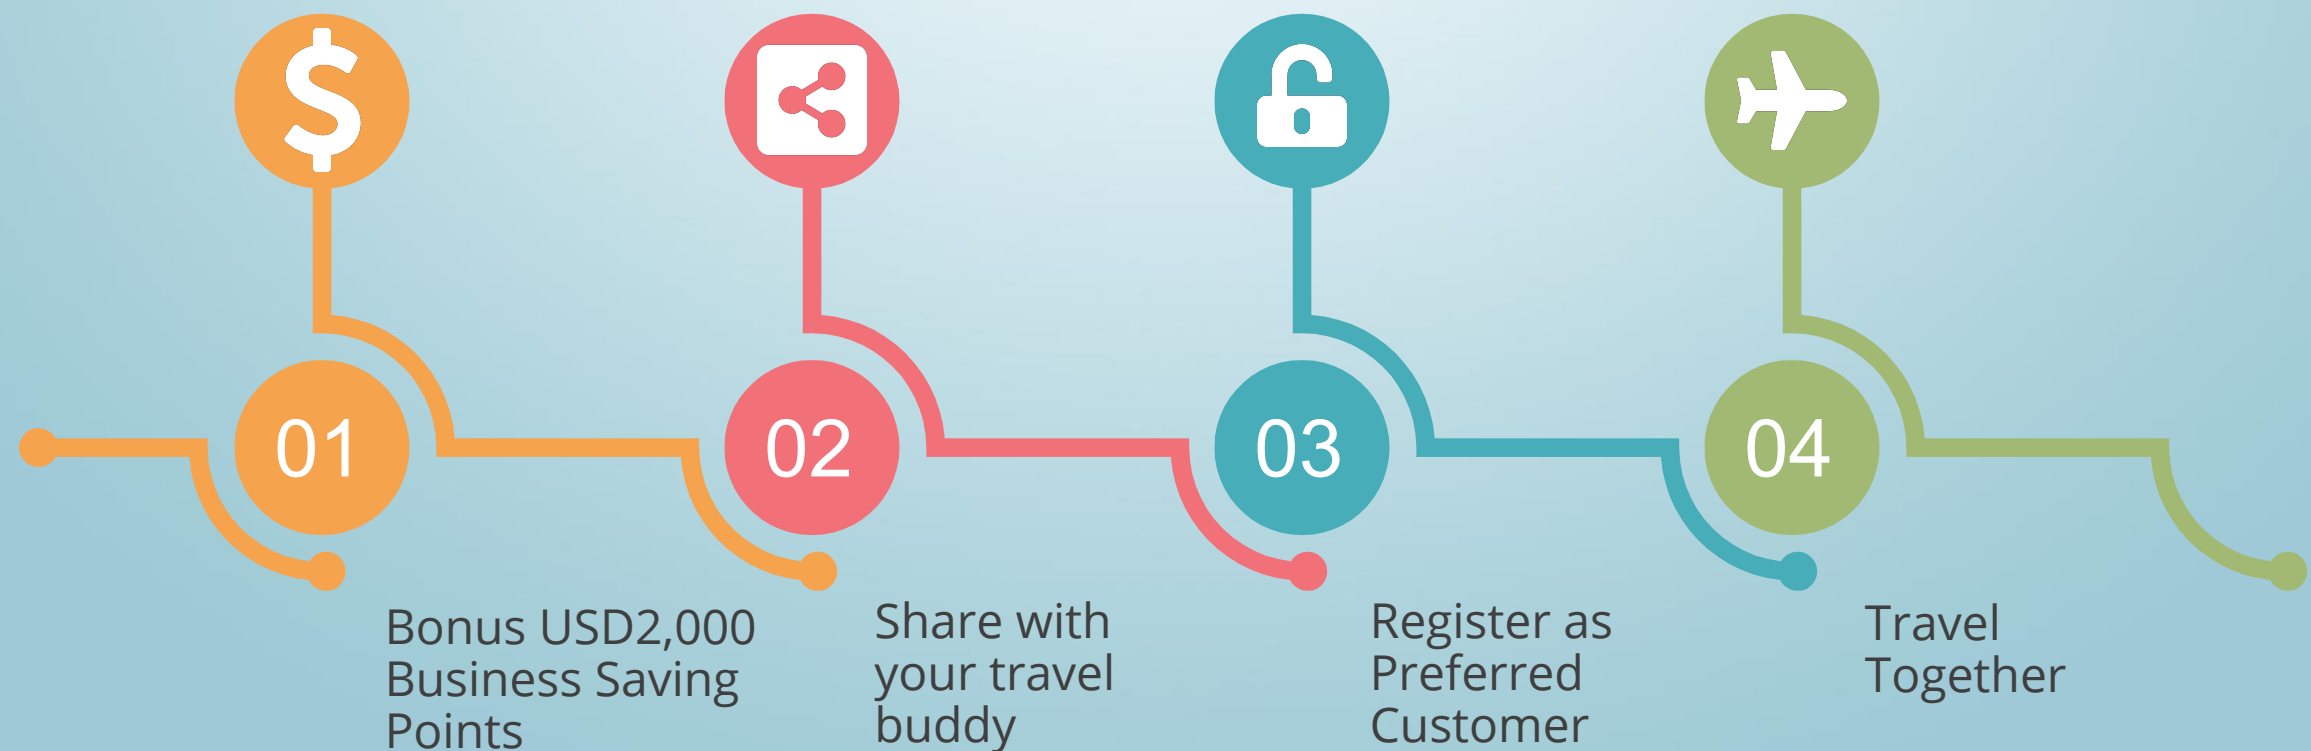 01
02
03
04
Bonus USD2,000
Business Saving
Points
Share with
your travel
buddy
Register as
Preferred
Customer
Travel
Together